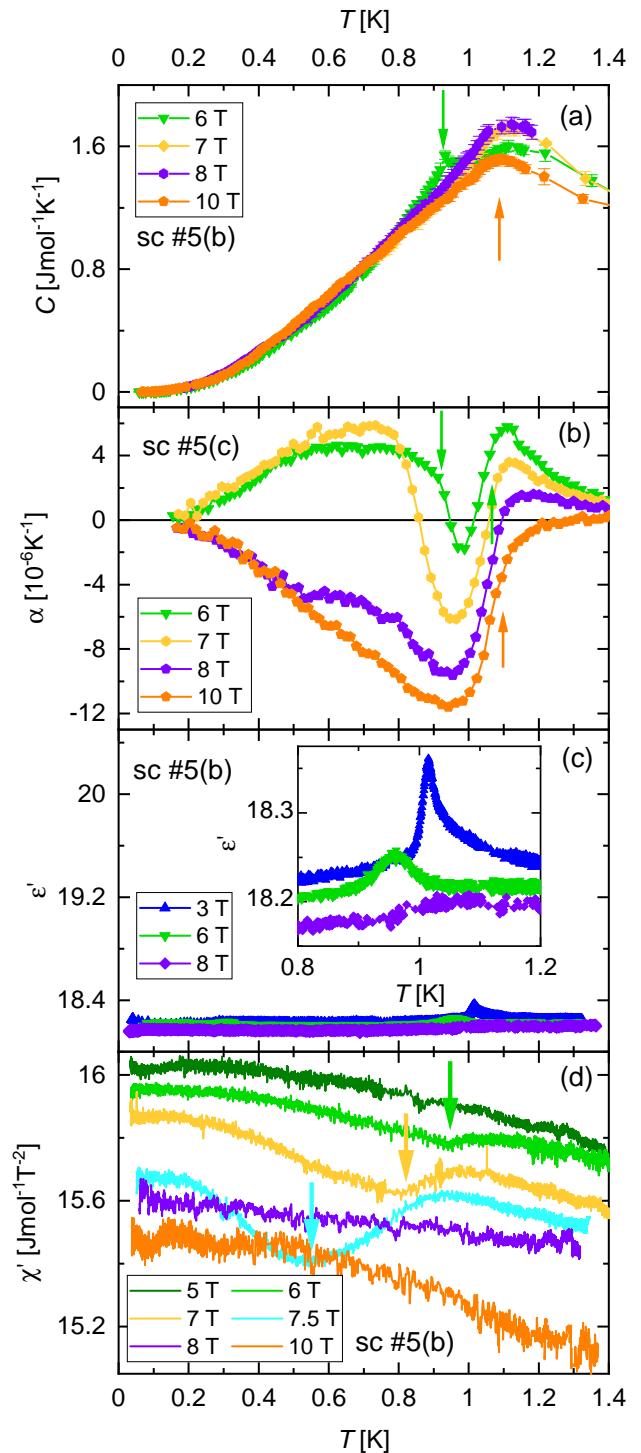 T [K]
0 0.2 0.4 0.6 0.8 1.0 1.2 1.4
(a)
6 T
7 T
8 T
10 T
sc #5(b)
1.6
0.8
0
C [Jmol⁻¹K⁻¹]
(b)
sc #5(c)
4
0
-4
-8
-12
α [10⁻⁶K⁻¹]
6 T
7 T
8 T
10 T
(c)
sc #5(b)
20
19.2
18.4
ε'
3 T
6 T
8 T
18.3
18.2
ε'
0.8 1 1.2
T [K]
(d)
16
15.6
15.2
χ' [Jmol⁻¹T⁻²]
5 T 6 T
7 T 7.5 T
8 T 10 T
sc #5(b)
0 0.2 0.4 0.6 0.8 1.0 1.2 1.4
T [K]